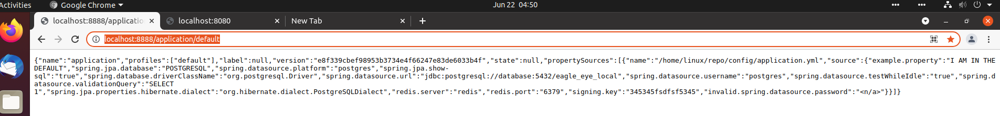 Activities
Google Chrome
Jun 22 04:50
localhost:8888/applicatio
localhost:8080
New Tab
localhost:8888/application/default
{"name":"application","profiles":["default"],"label":null,"version":"e8f339cbef98953b3734e4f66247e83de6033b4f","state":null,"propertySources":[{"name":"/home/linux/repo/config/application.yml","source":{"example.property":"I AM IN THE
DEFAULT","spring.jpa.database":"POSTGRESQL","spring.datasource.platform":"postgres","spring.jpa.show-
sql":"true","spring.database.driverClassName":"org.postgresql.Driver","spring.datasource.url":"jdbc:postgresql://database:5432/eagle_eye_local","spring.datasource.username":"postgres","spring.datasource.testWhileIdle":"true","spring.d
atasource.validationQuery":"SELECT
1","spring.jpa.properties.hibernate.dialect":"org.hibernate.dialect.PostgreSQLDialect","redis.server":"redis","redis.port":"6379","signing.key":"345345fsdfsf5345","invalid.spring.datasource.password":"<n/a>"}}]}